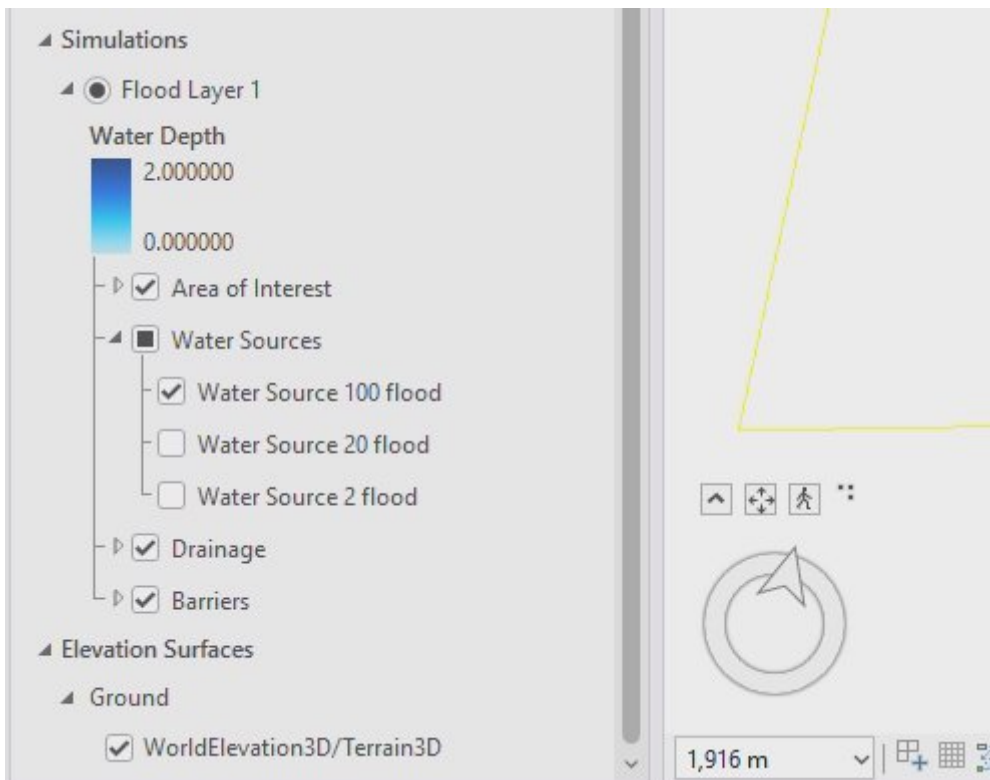 Simulations
Flood Layer 1
Water Depth
2.000000
0.000000
Area of Interest
Water Sources
Water Source 100 flood
Water Source 20 flood
Water Source 2 flood
Drainage
Barriers
Elevation Surfaces
Ground
WorldElevation3D/Terrain3D
1,916 m